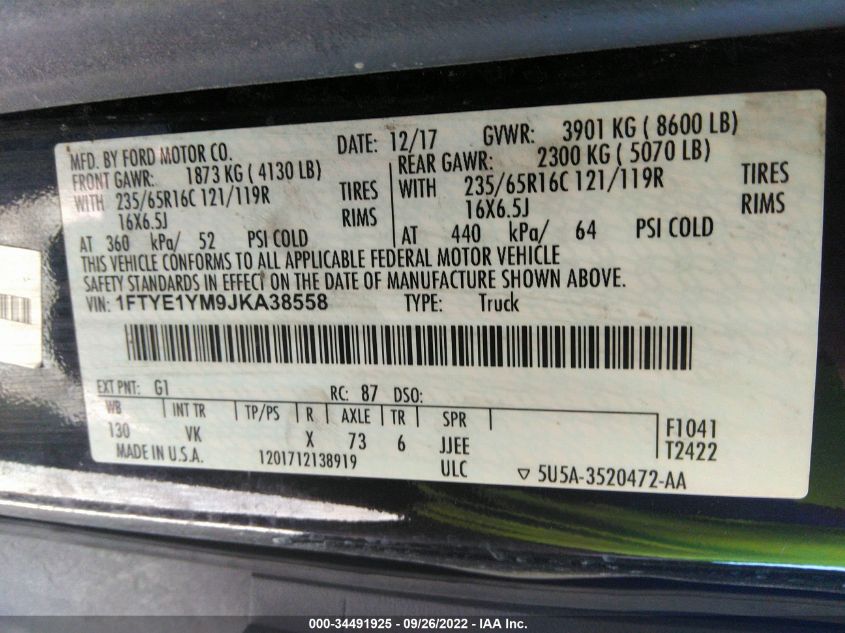 MFD. BY FORD MOTOR CO. DATE: 12/17 GVWR: 3901 KG ( 8600 LB)
FRONT GAWR: 1873 KG ( 4130 LB) REAR GAWR: 2300 KG ( 5070 LB)
WITH 235/65R16C 121/119R TIRES WITH 235/65R16C 121/119R TIRES
16X6.5J RIMS 16X6.5J RIMS
AT 360 kPa/ 52 PSI COLD AT 440 kPa/ 64 PSI COLD
THIS VEHICLE CONFORMS TO ALL APPLICABLE FEDERAL MOTOR VEHICLE
SAFETY STANDARDS IN EFFECT ON THE DATE OF MANUFACTURE SHOWN ABOVE.
VIN: 1FTYE1YM9JKA38558 TYPE: Truck
EXT PNT: G1 RC: 87 DSO:
WB INT TR TP/PS R AXLE TR SPR F1041
130 VK X 73 6 JJEE T2422
MADE IN U.S.A. 1201712138919 ULC ▽ 5U5A-3520472-AA
000-34491925 - 09/26/2022 - IAA Inc.